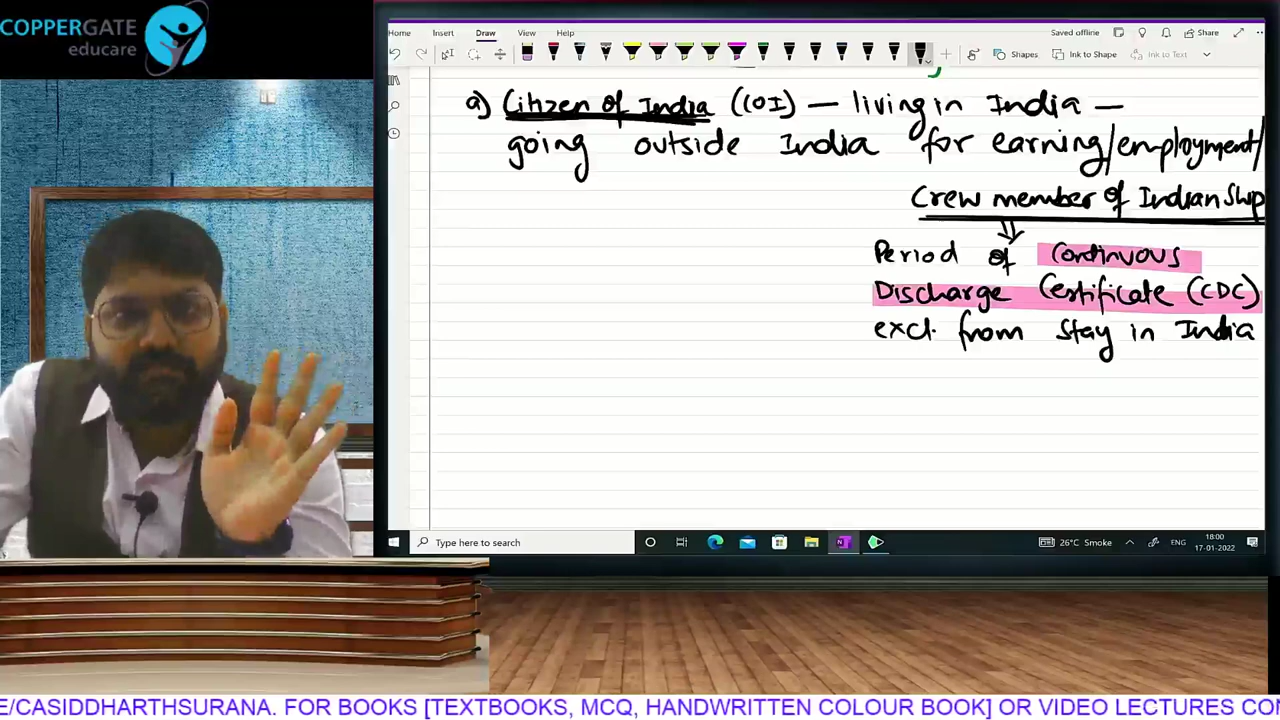 COPPERGATE
educare
Home Insert Draw View Help
Saved offline
Share
Shapes
Ink to Shape
Ink to Text
a) Citizen of India (COI) — living in India —
going outside India for earning/employment/
Crew member of Indian Ship
Period of Continuous
Discharge Certificate (CDC)
excl. from stay in India
Type here to search
26°C Smoke
ENG
18:00
17-01-2022
E/CASIDDHARTHSURANA. FOR BOOKS [TEXTBOOKS, MCQ, HANDWRITTEN COLOUR BOOK] OR VIDEO LECTURES CO